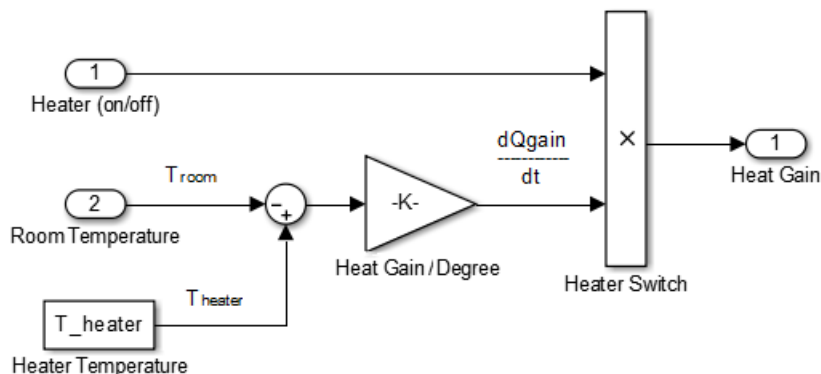 1
Heater (on/off)
Troom
2
Room Temperature
-
+
-K-
Heat Gain / Degree
dQgain
------------
dt
×
Heater Switch
1
Heat Gain
Theater
T_heater
Heater Temperature